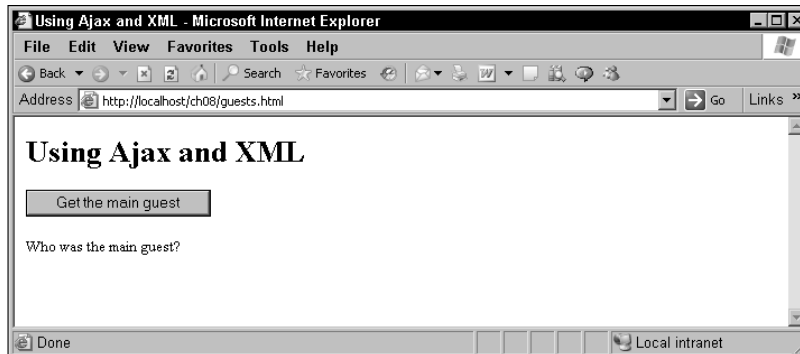 Using Ajax and XML - Microsoft Internet Explorer
File Edit View Favorites Tools Help
Back Search Favorites W
Address http://localhost/ch08/guests.html Go Links »
Using Ajax and XML
Get the main guest
Who was the main guest?
Done Local intranet